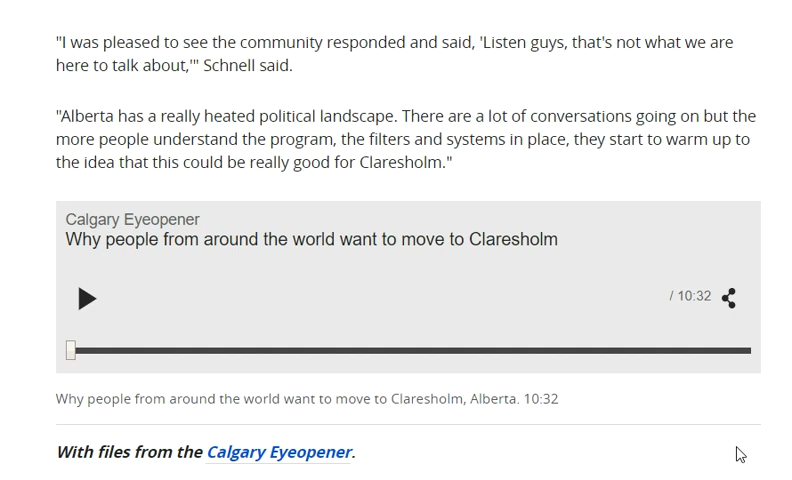 "I was pleased to see the community responded and said, 'Listen guys, that's not what we are
here to talk about,'" Schnell said.
"Alberta has a really heated political landscape. There are a lot of conversations going on but the
more people understand the program, the filters and systems in place, they start to warm up to
the idea that this could be really good for Claresholm."
Calgary Eyeopener
Why people from around the world want to move to Claresholm
/ 10:32
Why people from around the world want to move to Claresholm, Alberta. 10:32
With files from the Calgary Eyeopener.